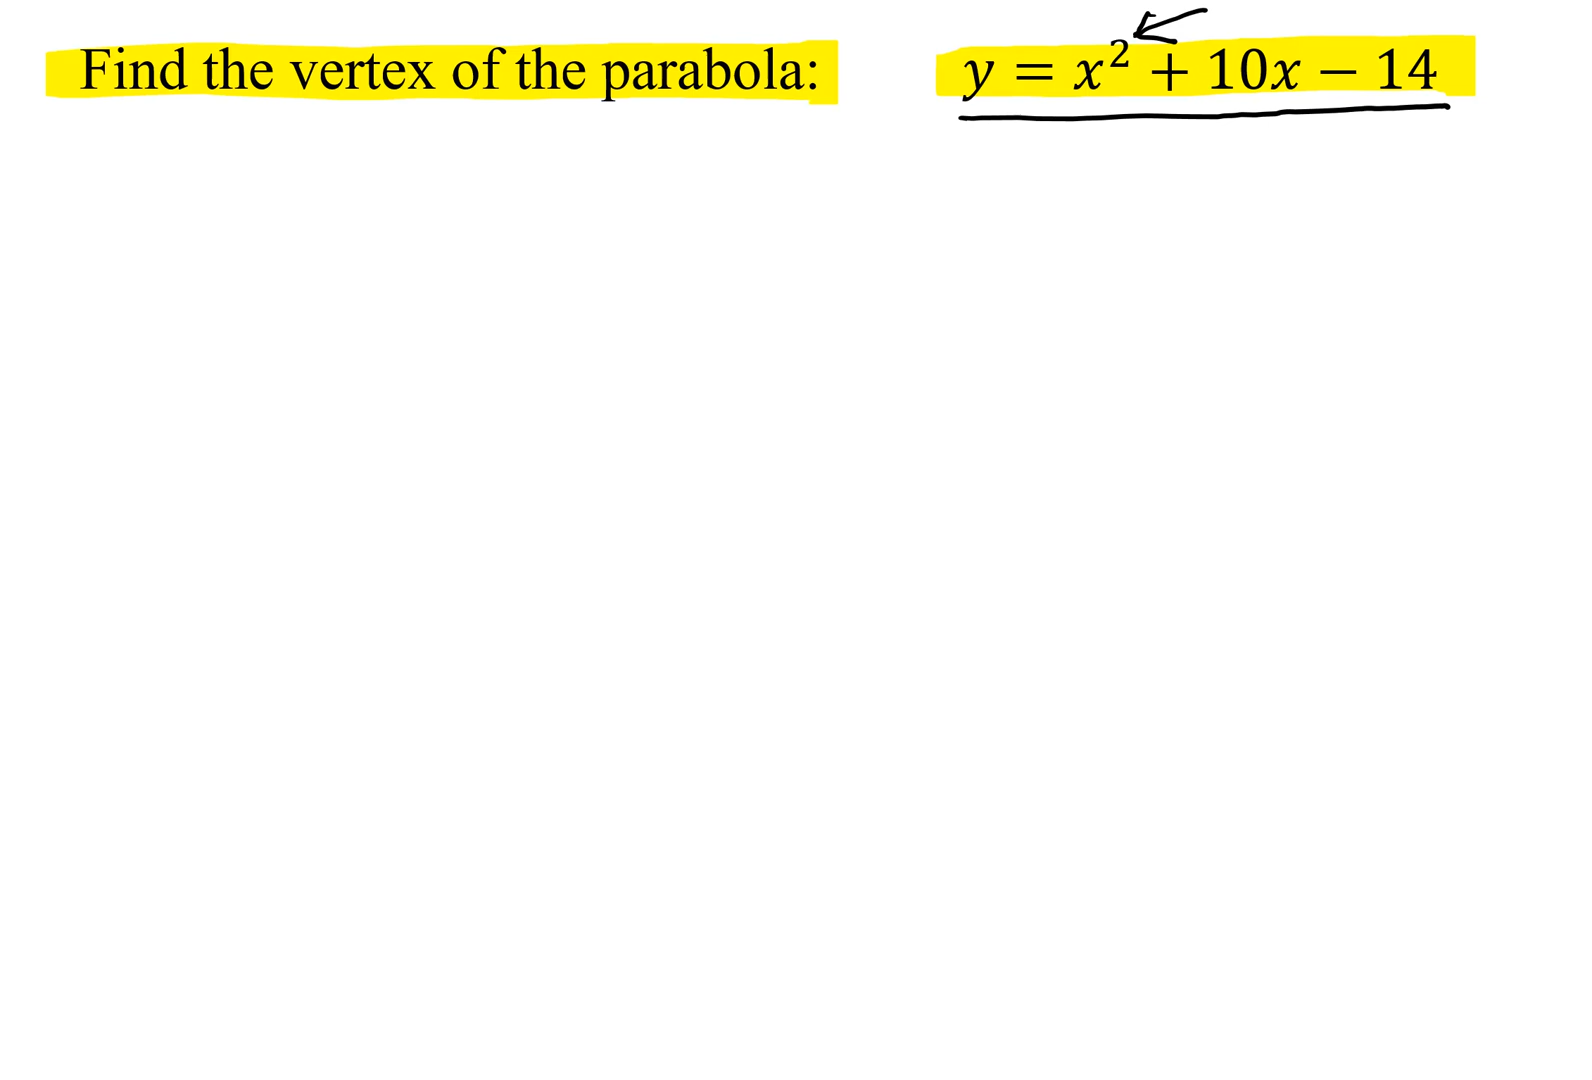 Find the vertex of the parabola: y = x² + 10x − 14